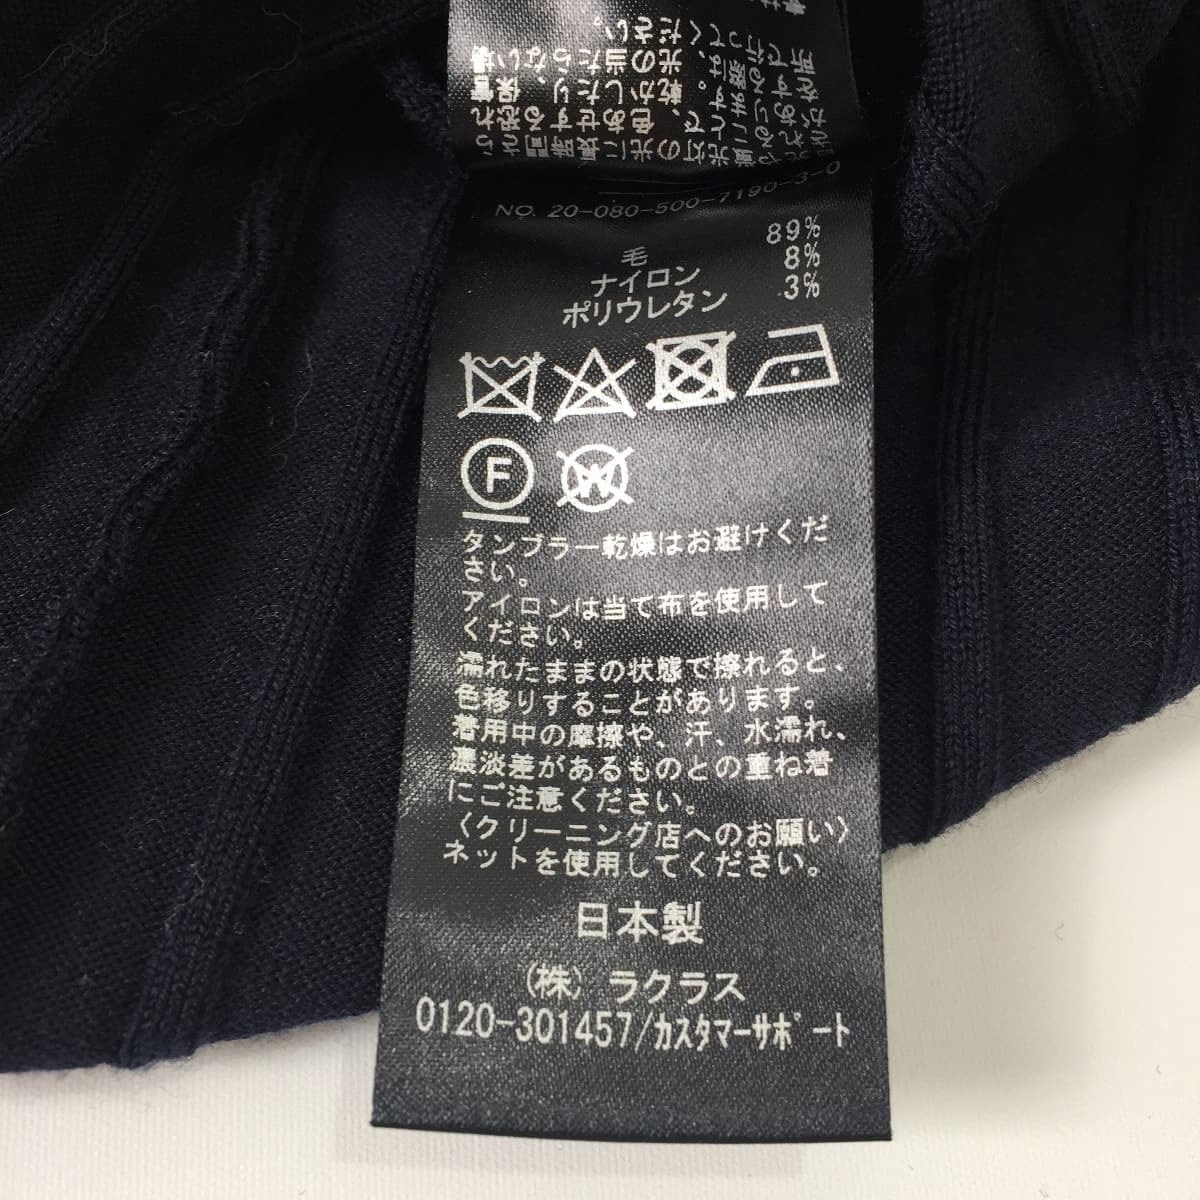 さい。
NO. 20-080-500-7190-3-0
毛 89%
ナイロン 8%
ポリウレタン 3%
F
W
タンブラー乾燥はお避けくだ
さい。
アイロンは当て布を使用して
ください。
濡れたままの状態で擦れると、
色移りすることがあります。
着用中の摩擦や、汗、水濡れ、
濃淡差があるものとの重ね着
にご注意ください。
〈クリーニング店へのお願い〉
ネットを使用してください。
日本製
(株) ラクラス
0120-301457/カスタマーサポート